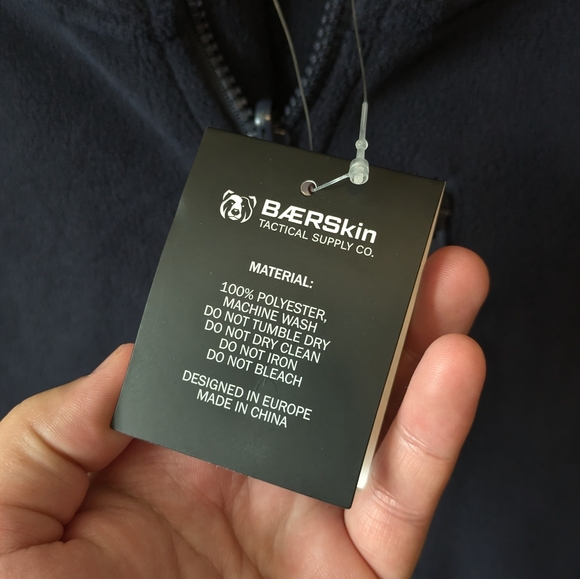 BÆRSkin
TACTICAL SUPPLY CO.
MATERIAL:
100% POLYESTER,
MACHINE WASH
DO NOT TUMBLE DRY
DO NOT DRY CLEAN
DO NOT IRON
DO NOT BLEACH
DESIGNED IN EUROPE
MADE IN CHINA